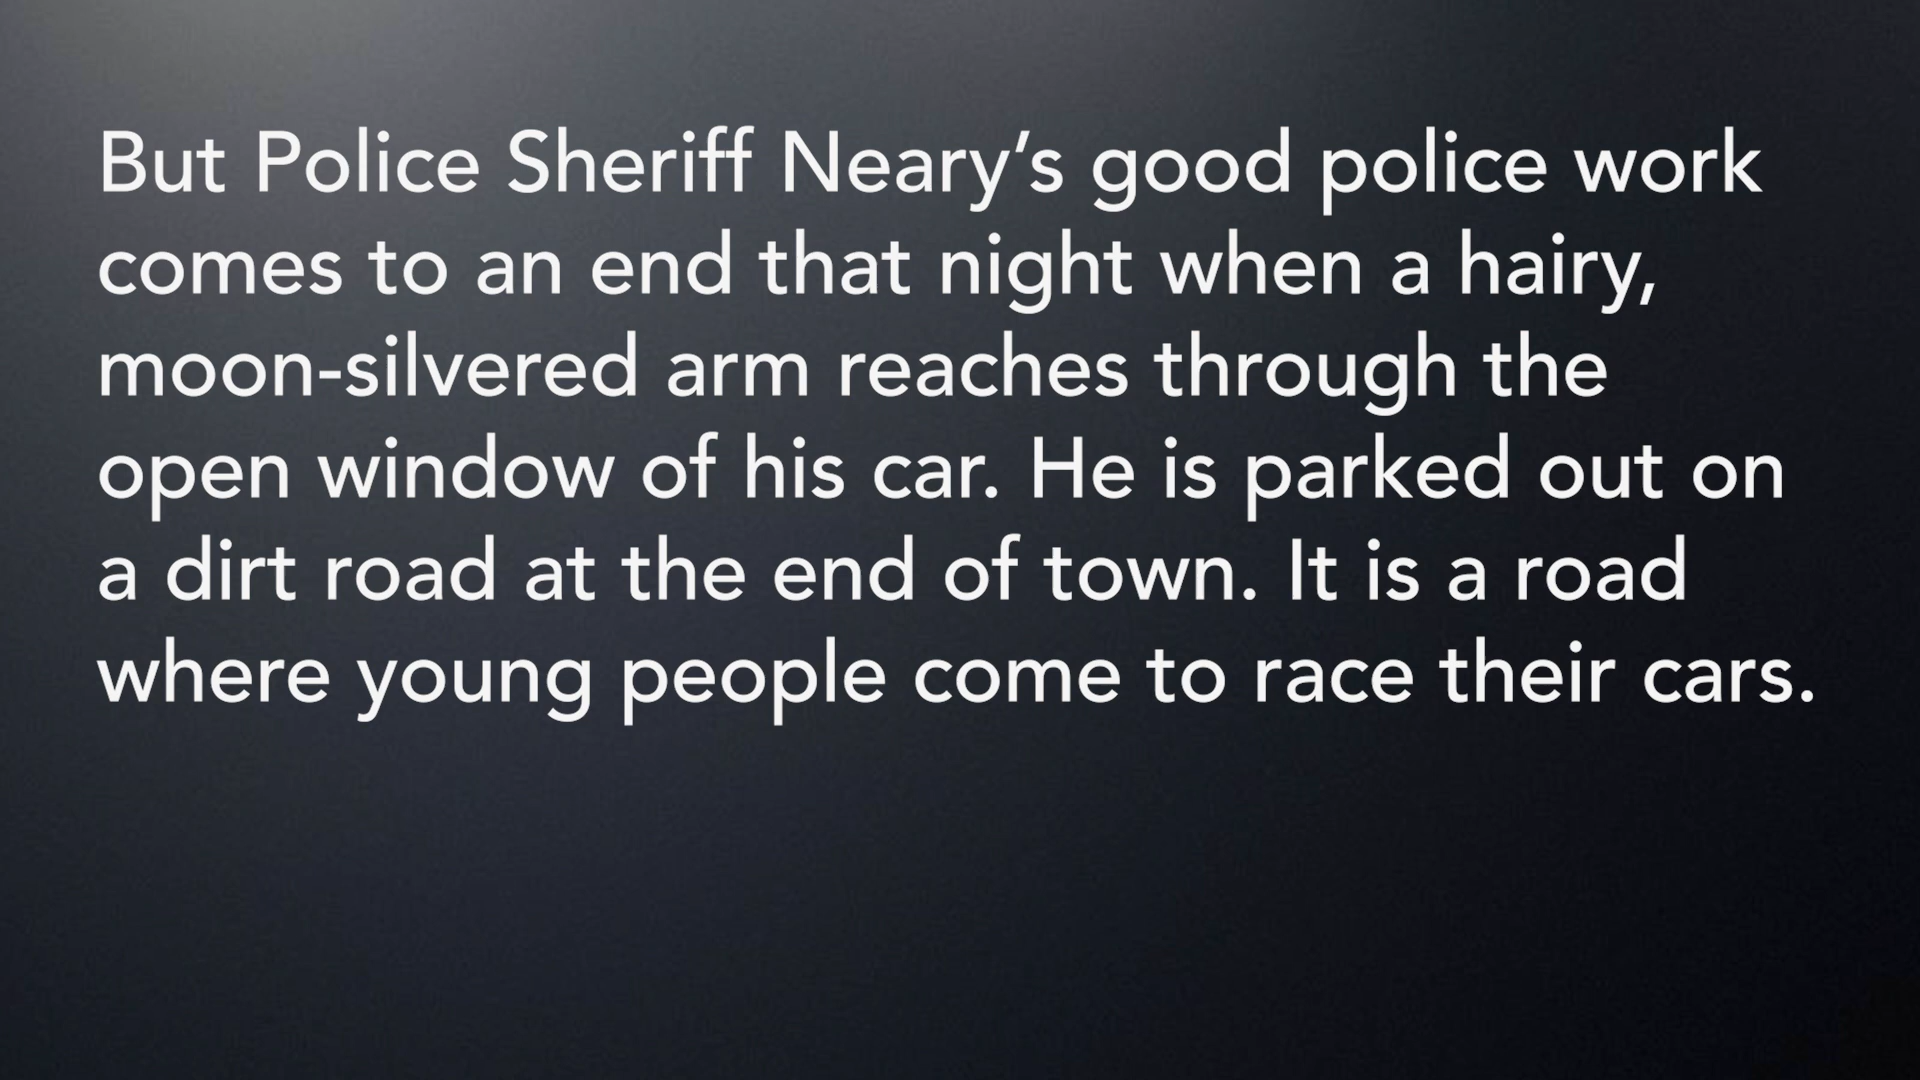 But Police Sheriff Neary’s good police work
comes to an end that night when a hairy,
moon-silvered arm reaches through the
open window of his car. He is parked out on
a dirt road at the end of town. It is a road
where young people come to race their cars.